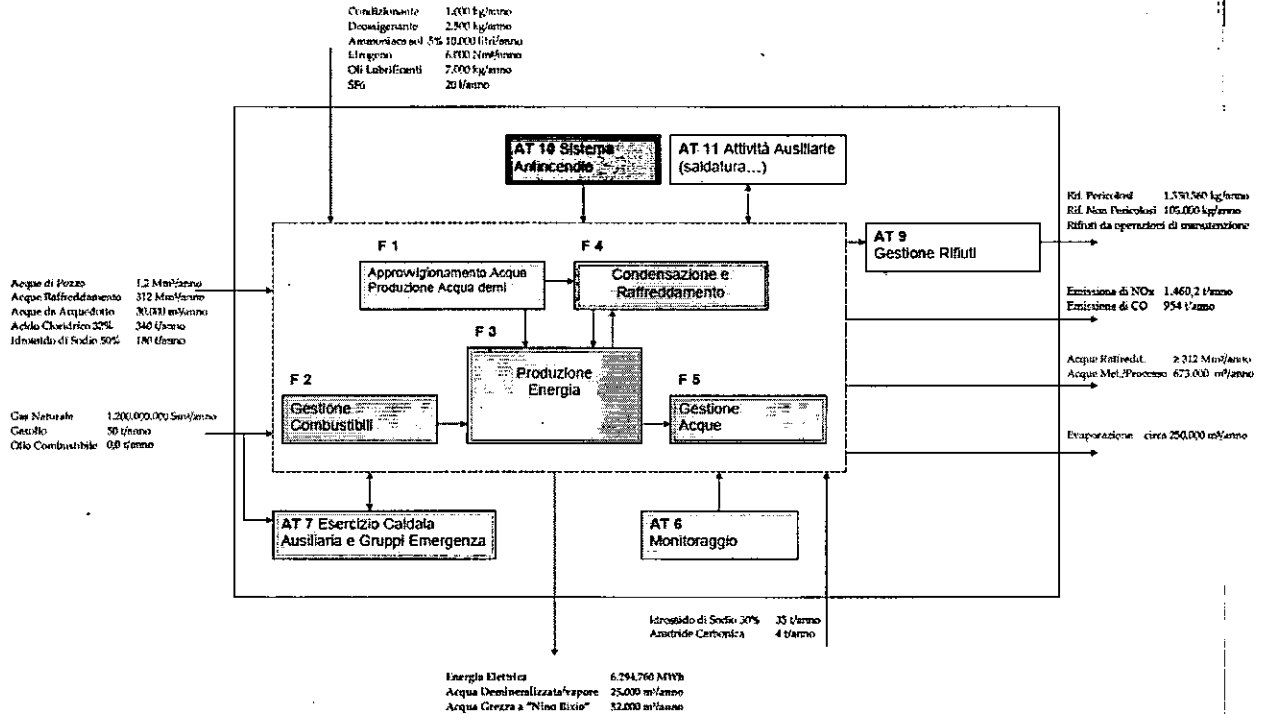 Condizionante 1.000 kg/anno
Deossigenante 2.500 kg/anno
Ammoniaca sol 5% 10.000 litri/anno
Idrogeno 6.000 Nm³/anno
Oli Lubrificanti 7.000 kg/anno
SF6 20 l/anno
AT 10 Sistema
Antincendio
AT 11 Attività Ausiliarie
(saldatura...)
Rif. Pericolosi kg/anno
Rif. Non Pericolosi 105.000 kg/anno
Rifiuti da operazioni di manutenzione
AT 9
Gestione Rifiuti
F 1
F 4
Approvvigionamento Acqua
Produzione Acqua demi
Condensazione e
Raffreddamento
Acque di Pozzo 1,2 Mm³/anno
Acque Raffreddamento 312 Mm³/anno
Acque da Acquedotto 30.000 m³/anno
Acido Cloridrico 32% 340 t/anno
Idrossido di Sodio 50% 180 t/anno
Emissione di NOx 1.460,2 t/anno
Emissione di CO 954 t/anno
F 3
Produzione
Energia
Acque Raffredd. ≥ 312 Mm³/anno
Acque Met./Processo 673.000 m³/anno
F 2
Gestione
Combustibili
F 5
Gestione
Acque
Gas Naturale 1.200.000.000 Sm³/anno
Gasolio 50 t/anno
Olio Combustibile 0,0 t/anno
Evaporazione circa 250.000 m³/anno
AT 7 Esercizio Caldaia
Ausiliaria e Gruppi Emergenza
AT 6
Monitoraggio
Idrossido di Sodio 30% 35 t/anno
Anidride Carbonica 4 t/anno
Energia Elettrica 6.294.760 MWh
Acqua Demineralizzata/vapore 25.000 m³/anno
Acqua Grezza a "Nino Bixio" 32.000 m³/anno